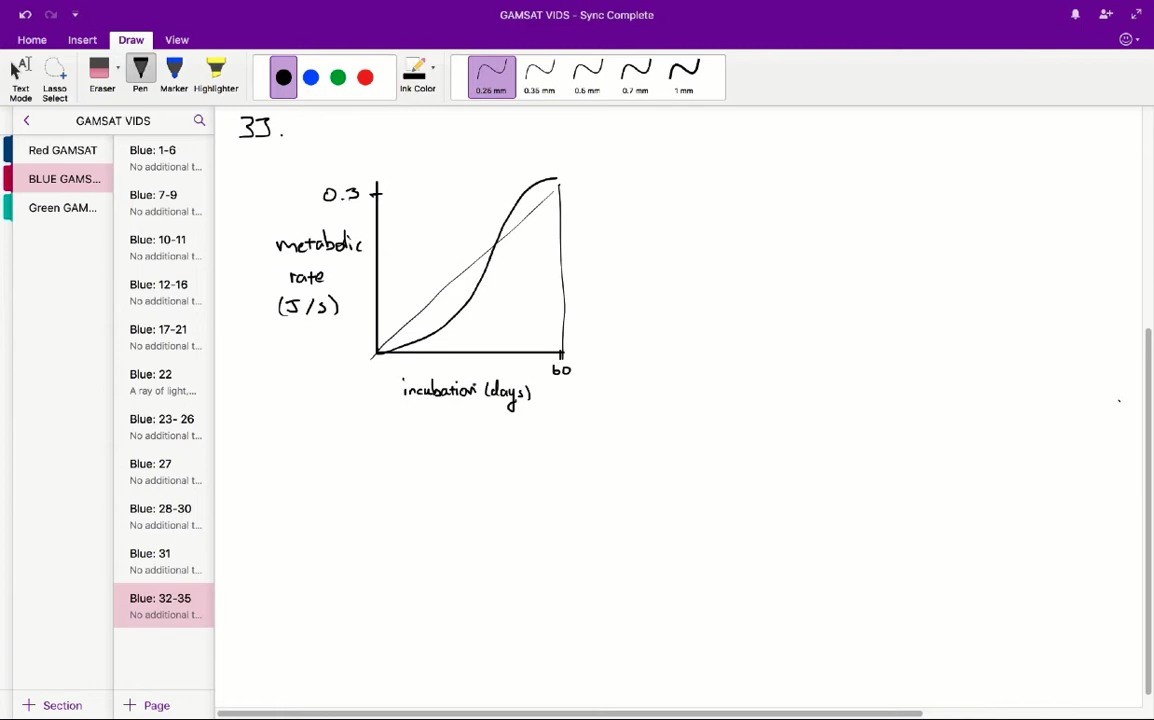 GAMSAT VIDS - Sync Complete
Home Insert Draw View
Text Mode
Lasso Select
Eraser
Pen
Marker
Highlighter
Ink Color
0.25 mm
0.35 mm
0.5 mm
0.7 mm
1 mm
GAMSAT VIDS
Red GAMSAT
BLUE GAMS...
Green GAM...
Blue: 1-6
No additional t...
Blue: 7-9
No additional t...
Blue: 10-11
No additional t...
Blue: 12-16
No additional t...
Blue: 17-21
No additional t...
Blue: 22
A ray of light,...
Blue: 23- 26
No additional t...
Blue: 27
No additional t...
Blue: 28-30
No additional t...
Blue: 31
No additional t...
Blue: 32-35
No additional t...
Section
Page
33.
0.3
metabolic
rate
(J/s)
60
incubation (days)